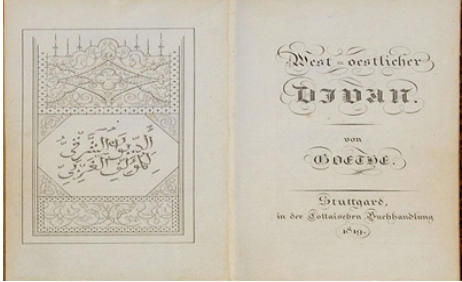 الديوان الشرقي
للمؤلف الغربي
West-oestlicher
DIVAN.
von
GOETHE.
Stuttgard,
in der Cottaischen Buchhandlung
1819.